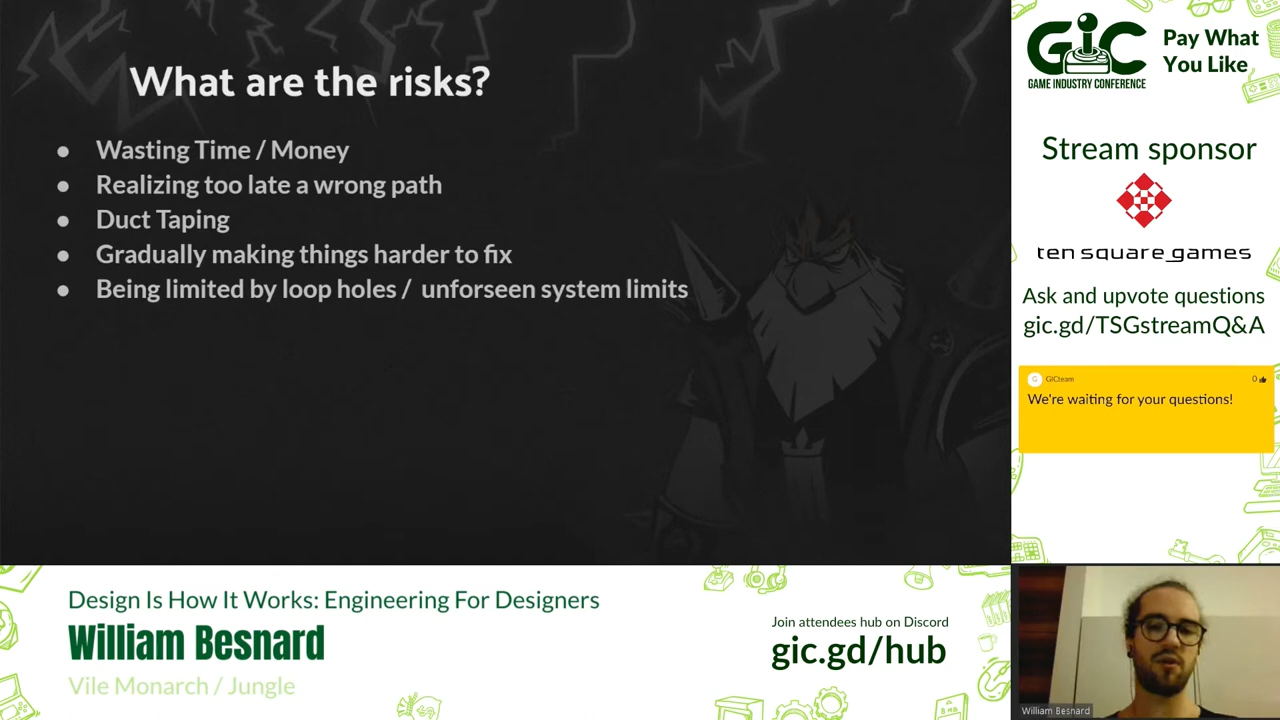 What are the risks?
● Wasting Time / Money
● Realizing too late a wrong path
● Duct Taping
● Gradually making things harder to fix
● Being limited by loop holes / unforseen system limits
GIC
GAME INDUSTRY CONFERENCE
Pay What
You Like
Stream sponsor
ten square games
Ask and upvote questions
gic.gd/TSGstreamQ&A
G GICteam 0
We're waiting for your questions!
Design Is How It Works: Engineering For Designers
William Besnard
Vile Monarch / Jungle
Join attendees hub on Discord
gic.gd/hub
William Besnard